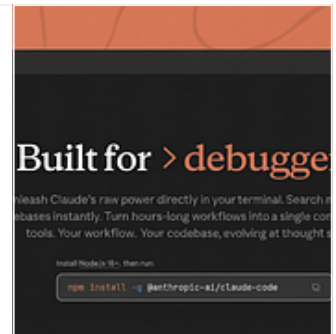 Built for > debugge
nleash Claude's raw power directly in your terminal. Search
ebases instantly. Turn hours-long workflows into a single
tools. Your workflow. Your codebase, evolving at thought
Install Node.js 18+, then run:
npm install -g @anthropic-ai/claude-code